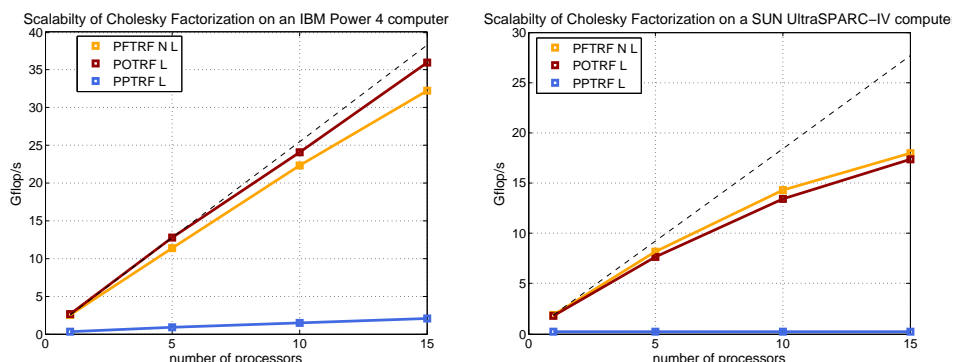 Scalabilty of Cholesky Factorization on an IBM Power 4 computer
40
35
30
25
20
15
10
5
0
Gflop/s
PFTRF N L
POTRF L
PPTRF L
0
5
10
15
number of processors
Scalabilty of Cholesky Factorization on a SUN UltraSPARC−IV compute
30
25
20
15
10
5
0
Gflop/s
PFTRF N L
POTRF L
PPTRF L
0
5
10
15
number of processors